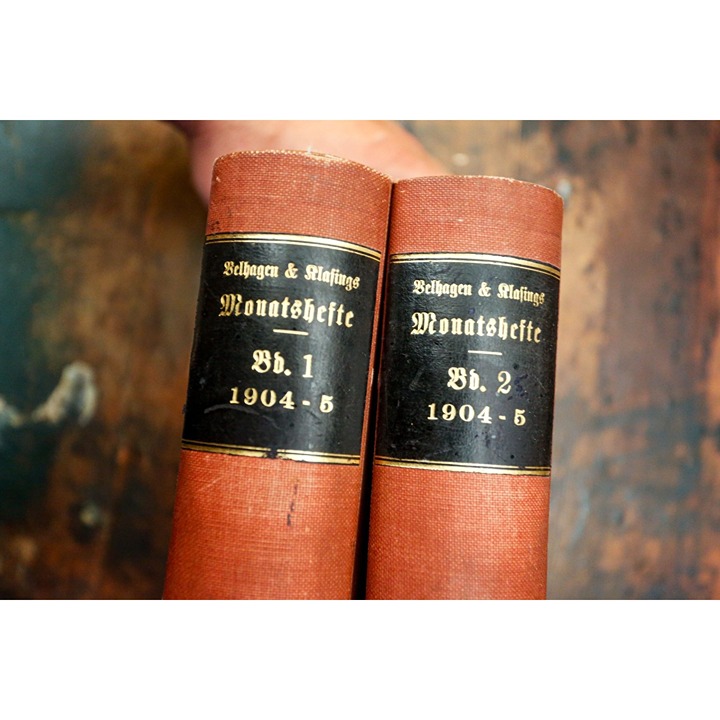 Velhagen & Klasings
Monatshefte
Bd. 1
1904-5
Velhagen & Klasings
Monatshefte
Bd. 2
1904-5